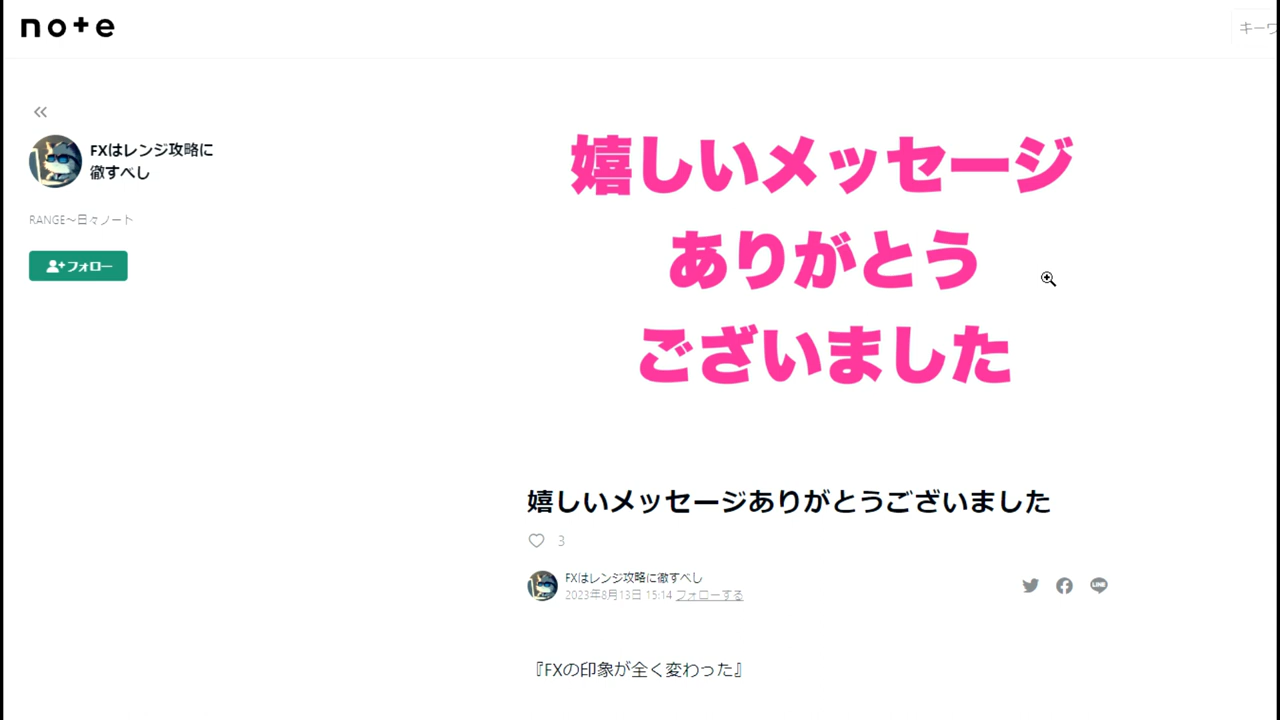 note
キーワ
«
FXはレンジ攻略に
徹すべし
RANGE〜日々ノート
フォロー
嬉しいメッセージ
ありがとう
ございました
嬉しいメッセージありがとうございました
3
FXはレンジ攻略に徹すべし
2023年8月13日 15:14 フォローする
LINE
『FXの印象が全く変わった』